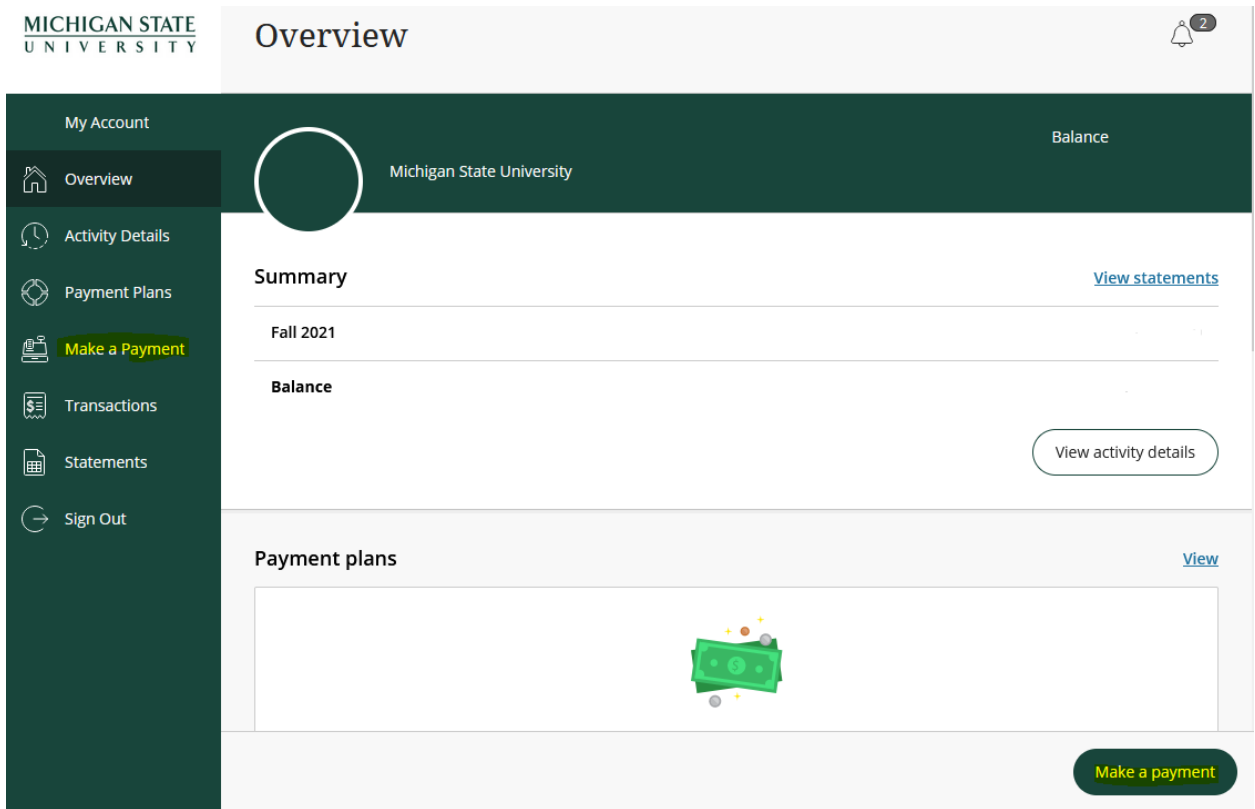 MICHIGAN STATE
UNIVERSITY
Overview
2
My Account
Overview
Activity Details
Payment Plans
Make a Payment
Transactions
Statements
Sign Out
Balance
Michigan State University
Summary
View statements
Fall 2021
Balance
View activity details
Payment plans
View
$
Make a payment